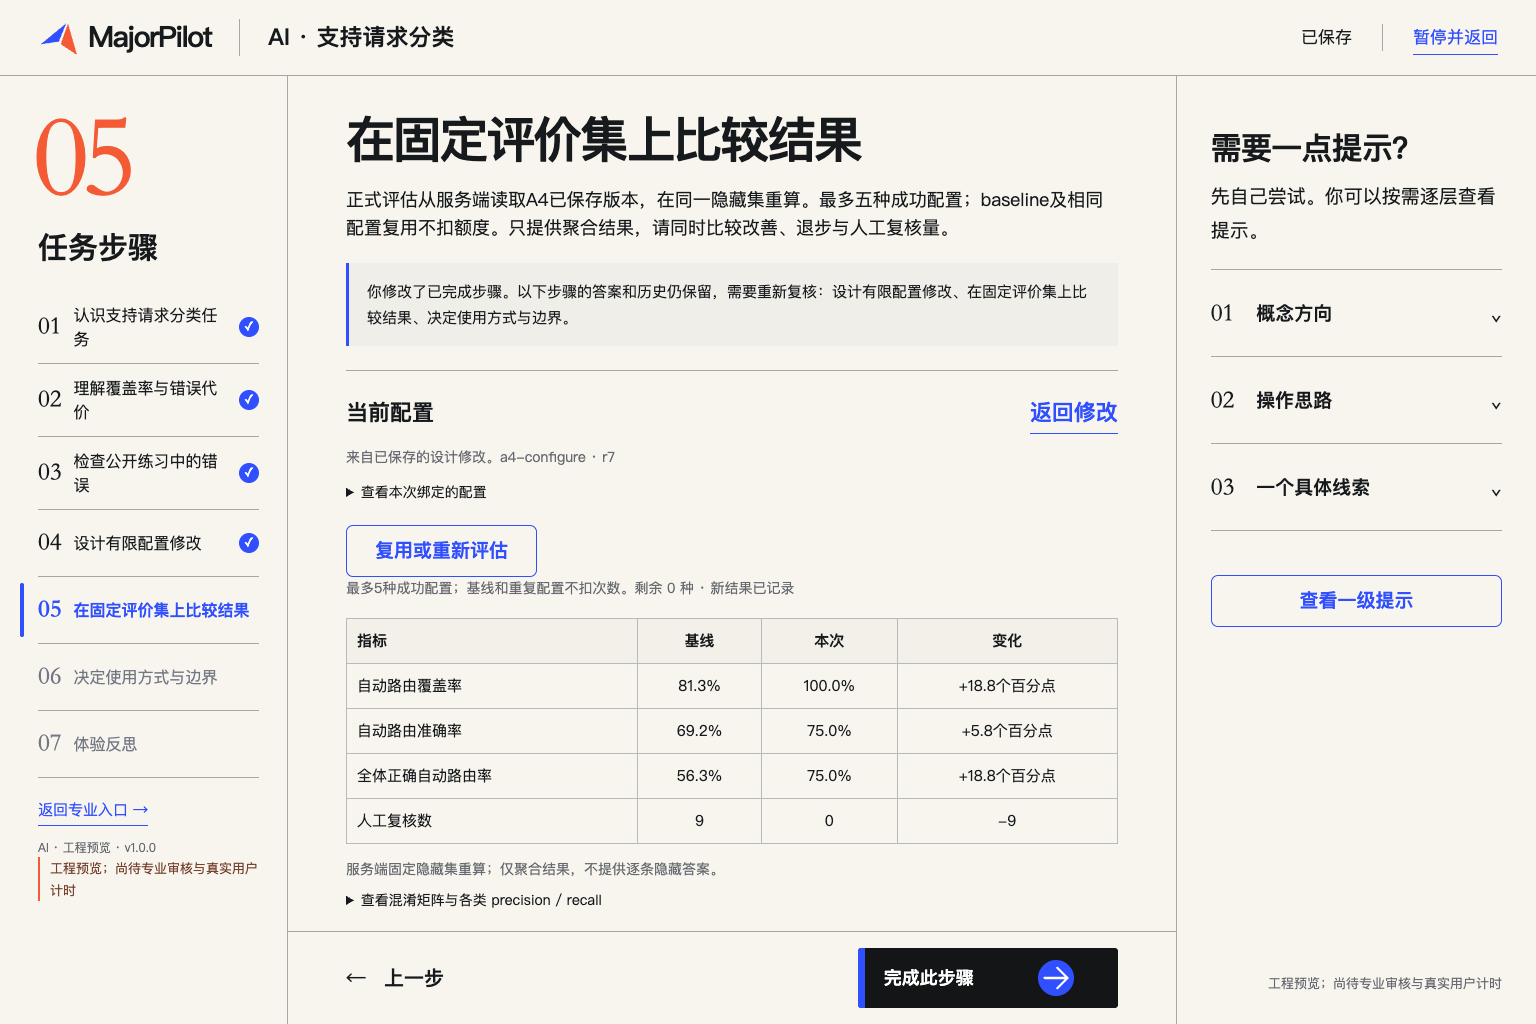 MajorPilot
AI · 支持请求分类
已保存
暂停并返回
05
任务步骤
01 认识支持请求分类任
务
02 理解覆盖率与错误代
价
03 检查公开练习中的错
误
04 设计有限配置修改
05 在固定评价集上比较结果
06 决定使用方式与边界
07 体验反思
返回专业入口 →
AI · 工程预览 · v1.0.0
工程预览；尚待专业审核与真实用户
计时
在固定评价集上比较结果
正式评估从服务端读取A4已保存版本，在同一隐藏集重算。最多五种成功配置；baseline及相同
配置复用不扣额度。只提供聚合结果，请同时比较改善、退步与人工复核量。
你修改了已完成步骤。以下步骤的答案和历史仍保留，需要重新复核：设计有限配置修改、在固定评价集上比
较结果、决定使用方式与边界。
当前配置
返回修改
来自已保存的设计修改。a4-configure · r7
▶ 查看本次绑定的配置
复用或重新评估
最多5种成功配置；基线和重复配置不扣次数。剩余 0 种 · 新结果已记录
指标 基线 本次 变化
自动路由覆盖率 81.3% 100.0% +18.8个百分点
自动路由准确率 69.2% 75.0% +5.8个百分点
全体正确自动路由率 56.3% 75.0% +18.8个百分点
人工复核数 9 0 −9
服务端固定隐藏集重算；仅聚合结果，不提供逐条隐藏答案。
▶ 查看混淆矩阵与各类 precision / recall
← 上一步
完成此步骤 →
需要一点提示？
先自己尝试。你可以按需逐层查看
提示。
01 概念方向
02 操作思路
03 一个具体线索
查看一级提示
工程预览；尚待专业审核与真实用户计时